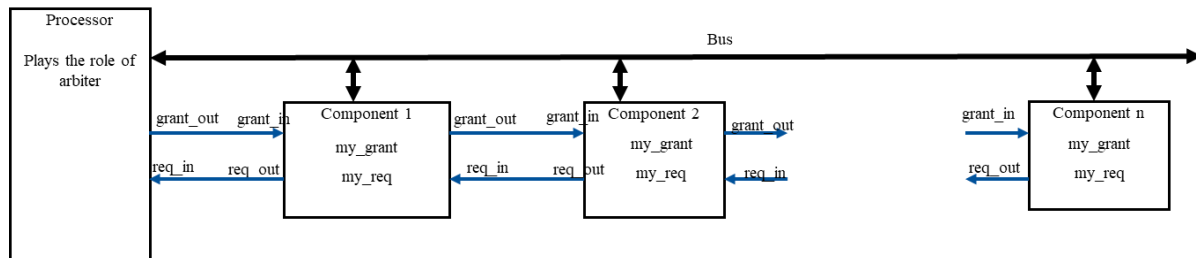 Processor
Plays the role of
arbiter
Bus
grant_out
grant_in
req_in
req_out
Component 1
my_grant
my_req
grant_out
grant_in
req_in
req_out
Component 2
my_grant
my_req
grant_out
req_in
grant_in
req_out
Component n
my_grant
my_req